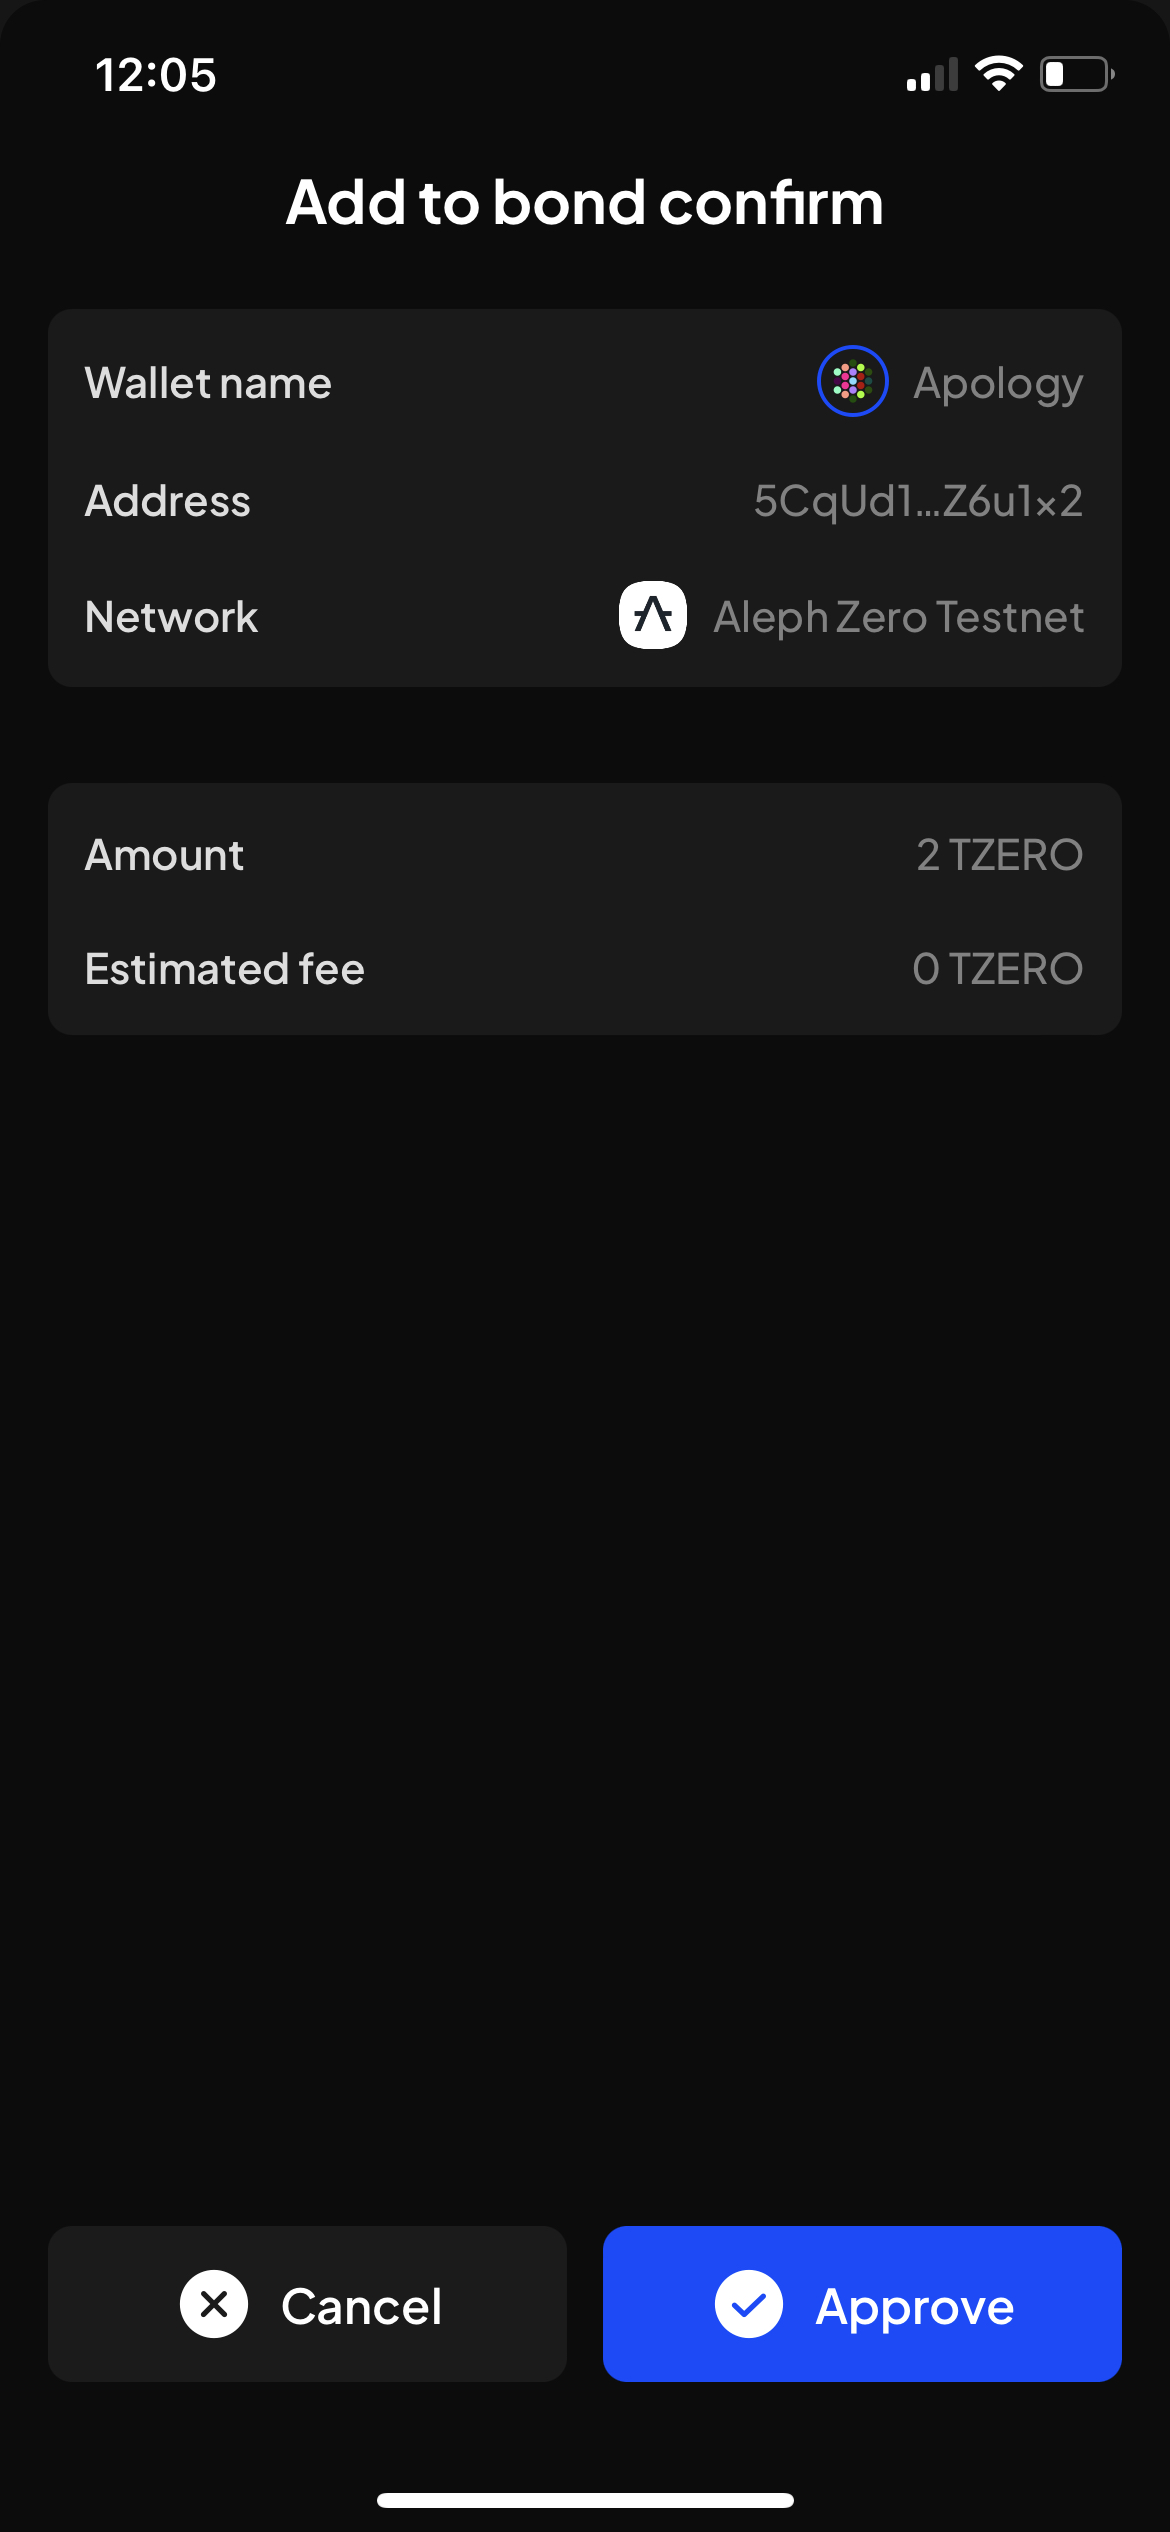 12:05
Add to bond confirm
Wallet name Apology
Address 5CqUd1...Z6u1x2
Network Aleph Zero Testnet
Amount 2 TZERO
Estimated fee 0 TZERO
Cancel Approve